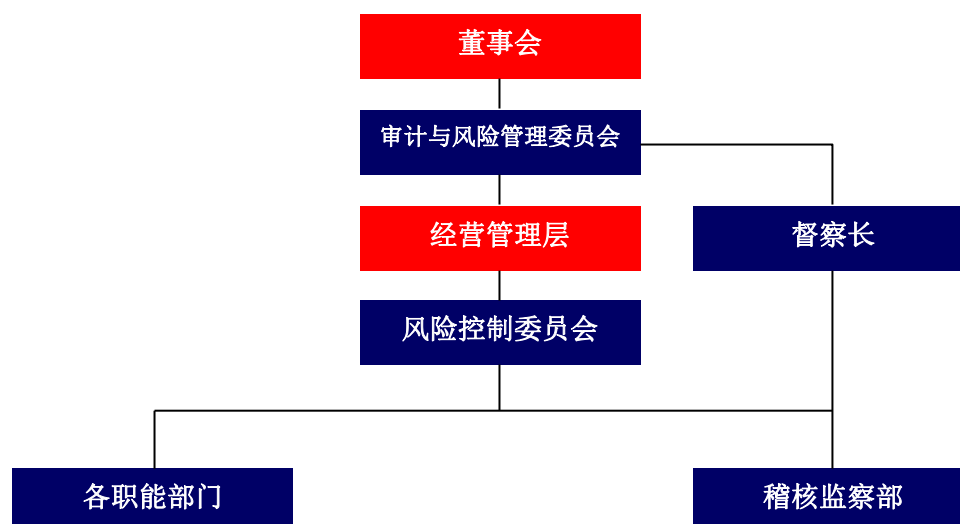 董事会
审计与风险管理委员会
经营管理层
督察长
风险控制委员会
各职能部门
稽核监察部